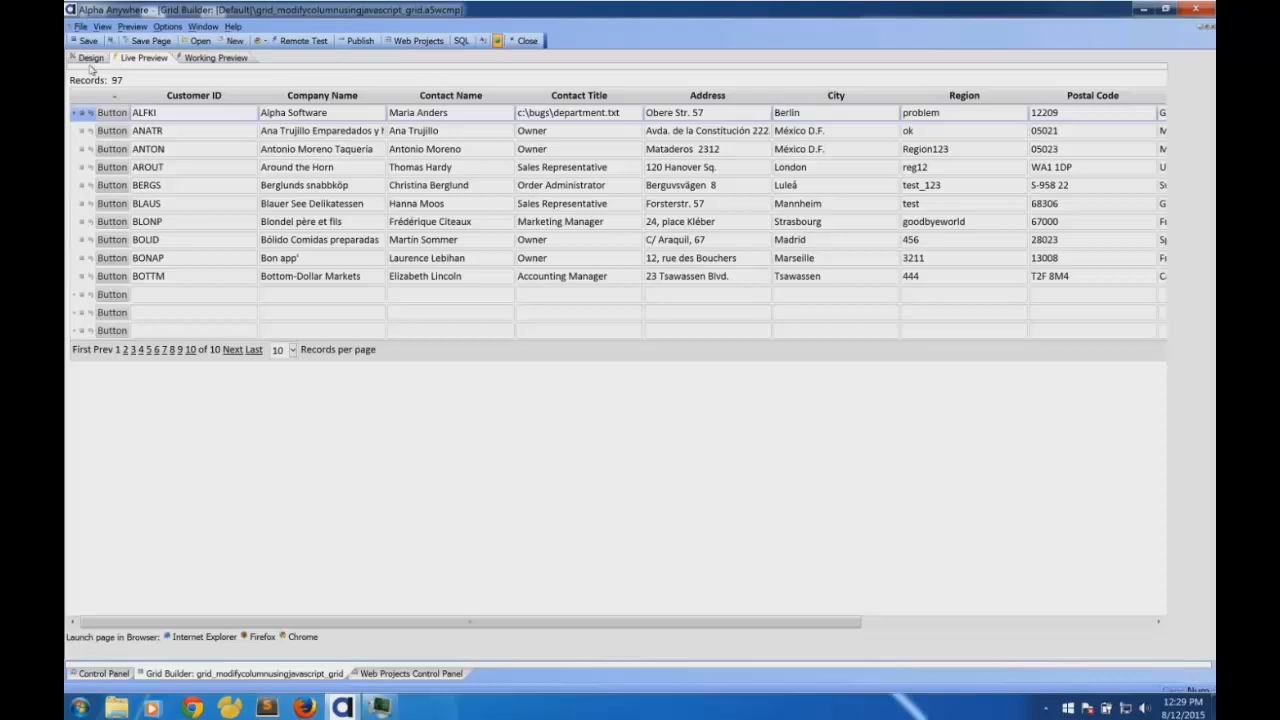 Alpha Anywhere - [Grid Builder: [Default]\grid_modifycolumnusingjavascript_grid.a5wcmp]
File View Preview Options Window Help
Save Save Page Open New Remote Test Publish Web Projects SQL Close
Design Live Preview Working Preview
Records: 97
Customer ID Company Name Contact Name Contact Title Address City Region Postal Code
Button ALFKI Alpha Software Maria Anders c:\bugs\department.txt Obere Str. 57 Berlin problem 12209 G
Button ANATR Ana Trujillo Emparedados y h Ana Trujillo Owner Avda. de la Constitución 222 México D.F. ok 05021 M
Button ANTON Antonio Moreno Taquería Antonio Moreno Owner Mataderos 2312 México D.F. Region123 05023 M
Button AROUT Around the Horn Thomas Hardy Sales Representative 120 Hanover Sq. London reg12 WA1 1DP U
Button BERGS Berglunds snabbköp Christina Berglund Order Administrator Berguvsvägen 8 Luleå test_123 S-958 22 Sv
Button BLAUS Blauer See Delikatessen Hanna Moos Sales Representative Forsterstr. 57 Mannheim test 68306 G
Button BLONP Blondel père et fils Frédérique Citeaux Marketing Manager 24, place Kléber Strasbourg goodbyeworld 67000 Fr
Button BOLID Bólido Comidas preparadas Martín Sommer Owner C/ Araquil, 67 Madrid 456 28023 Sp
Button BONAP Bon app' Laurence Lebihan Owner 12, rue des Bouchers Marseille 3211 13008 Fr
Button BOTTM Bottom-Dollar Markets Elizabeth Lincoln Accounting Manager 23 Tsawassen Blvd. Tsawassen 444 T2F 8M4 C
Button
Button
Button
First Prev 1 2 3 4 5 6 7 8 9 10 of 10 Next Last 10 Records per page
Launch page in Browser: Internet Explorer Firefox Chrome
Control Panel Grid Builder: grid_modifycolumnusingjavascript_grid Web Projects Control Panel
Num
12:29 PM
8/12/2015